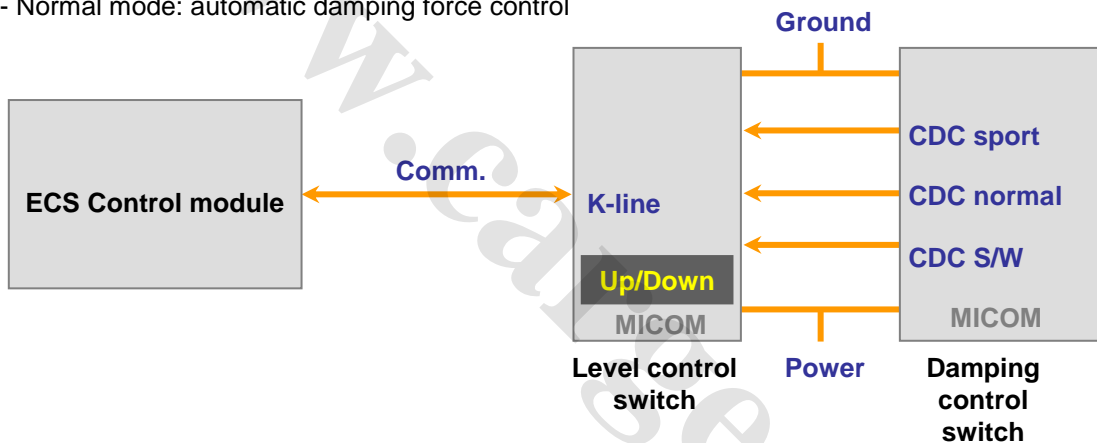 - Normal mode: automatic damping force control
Ground
CDC sport
Comm.
ECS Control module
K-line
CDC normal
CDC S/W
Up/Down
MICOM
MICOM
Level control
switch
Power
Damping
control
switch
w.carge